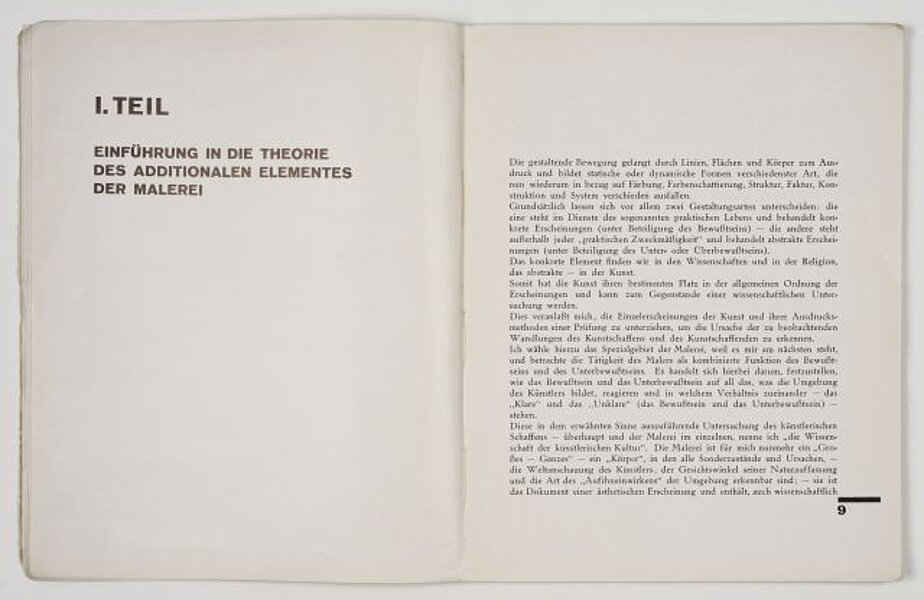 I. TEIL
EINFÜHRUNG IN DIE THEORIE
DES ADDITIONALEN ELEMENTES
DER MALEREI
Die gestaltende Bewegung gelangt durch Linien, Flächen und Körper zum Aus-
druck und bildet statische oder dynamische Formen verschiedenster Art, die
nun wiederum in bezug auf Färbung, Farbenschattierung, Struktur, Faktur, Kon-
struktion und System verschieden ausfallen.
Grundsätzlich lassen sich vor allem zwei Gestaltungsarten unterscheiden: die
eine steht im Dienste des sogenannten praktischen Lebens und behandelt kon-
krete Erscheinungen (unter Beteiligung des Bewußtseins) — die andere steht
außerhalb jeder „praktischen Zweckmäßigkeit" und behandelt abstrakte Erschei-
nungen (unter Beteiligung des Unter- oder Überbewußtseins).
Das konkrete Element finden wir in den Wissenschaften und in der Religion,
das abstrakte — in der Kunst.
Somit hat die Kunst ihren bestimmten Platz in der allgemeinen Ordnung der
Erscheinungen und kann zum Gegenstande einer wissenschaftlichen Unter-
suchung werden.
Dies veranlaßt mich, die Einzelerscheinungen der Kunst und ihrer Ausdrucks-
methoden einer Prüfung zu unterziehen, um die Ursache der zu beobachtenden
Wandlungen des Kunstschaffens und des Kunstschaffenden zu erkennen.
Ich wähle hierzu das Spezialgebiet der Malerei, weil es mir am nächsten steht,
und betrachte die Tätigkeit des Malers als kombinierte Funktion des Bewußt-
seins und des Unterbewußtseins. Es handelt sich hierbei darum, festzustellen,
wie das Bewußtsein und das Unterbewußtsein auf all das, was die Umgebung
des Künstlers bildet, reagieren und in welchem Verhältnis zueinander — das
„Klare" und das „Unklare" (das Bewußtsein und das Unterbewußtsein) —
stehen.
Diese in dem erwähnten Sinne auszuführende Untersuchung des künstlerischen
Schaffens — überhaupt und der Malerei im einzelnen, nenne ich „die Wissen-
schaft der künstlerischen Kultur". Die Malerei ist für mich nunmehr ein „Gro-
ßes — Ganzes" — ein „Körper", in den alle Sonderzustände und Ursachen, —
die Weltanschauung des Künstlers, der Gesichtswinkel seiner Naturauffassung
und die Art des „Aufihneinwirkens" der Umgebung erkennbar sind; — sie ist
das Dokument einer ästhetischen Erscheinung und enthält, auch wissenschaftlich
9